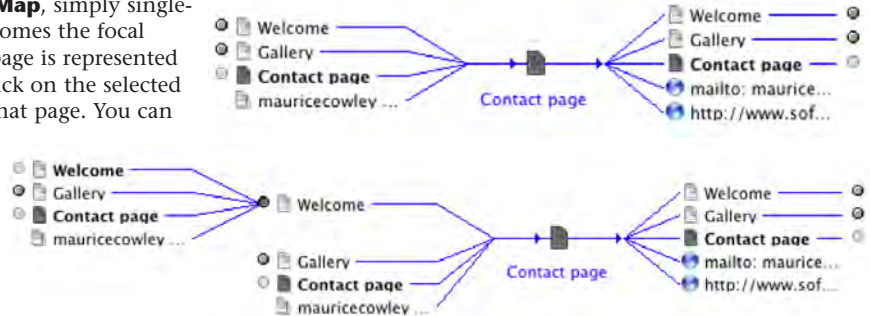 Map, simply single-
omes the focal
page is represented
ick on the selected
hat page. You can
Welcome
Gallery
Contact page
mauricecowley ...
Contact page
Welcome
Gallery
Contact page
mailto: maurice...
http://www.sof...
Welcome
Gallery
Contact page
mauricecowley ...
Welcome
Gallery
Contact page
mauricecowley ...
Contact page
Welcome
Gallery
Contact page
mailto: maurice...
http://www.sof...